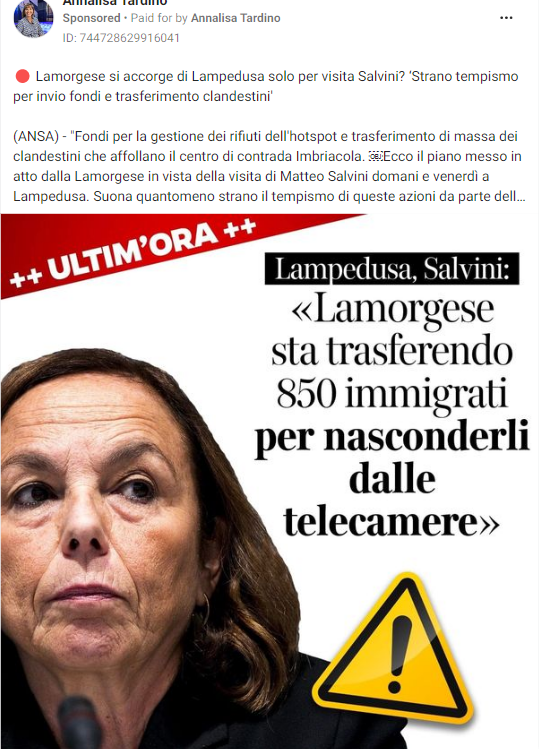 Annalisa Tardino
Sponsored • Paid for by Annalisa Tardino
ID: 744728629916041
🔴 Lamorgese si accorge di Lampedusa solo per visita Salvini? 'Strano tempismo
per invio fondi e trasferimento clandestini'
(ANSA) - "Fondi per la gestione dei rifiuti dell'hotspot e trasferimento di massa dei
clandestini che affollano il centro di contrada Imbriacola. ￼Ecco il piano messo in
atto dalla Lamorgese in vista della visita di Matteo Salvini domani e venerdì a
Lampedusa. Suona quantomeno strano il tempismo di queste azioni da parte dell...
++ ULTIM'ORA ++
Lampedusa, Salvini:
«Lamorgese
sta trasferendo
850 immigrati
per nasconderli
dalle
telecamere»